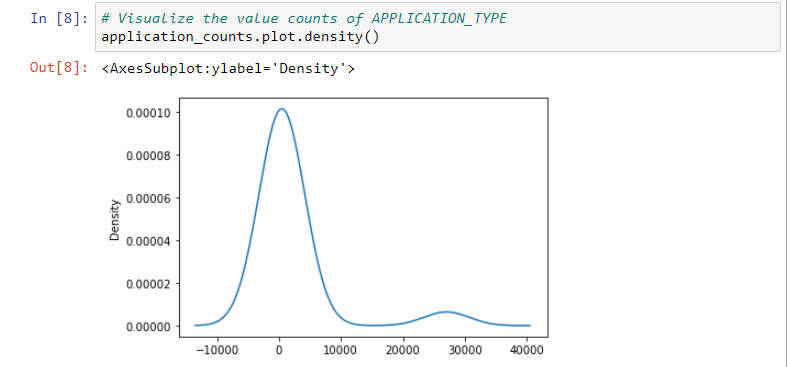 In [8]: # Visualize the value counts of APPLICATION_TYPE
application_counts.plot.density()
Out[8]: <AxesSubplot:ylabel='Density'>
0.00010
0.00008
0.00006
0.00004
0.00002
0.00000
Density
−10000 0 10000 20000 30000 40000